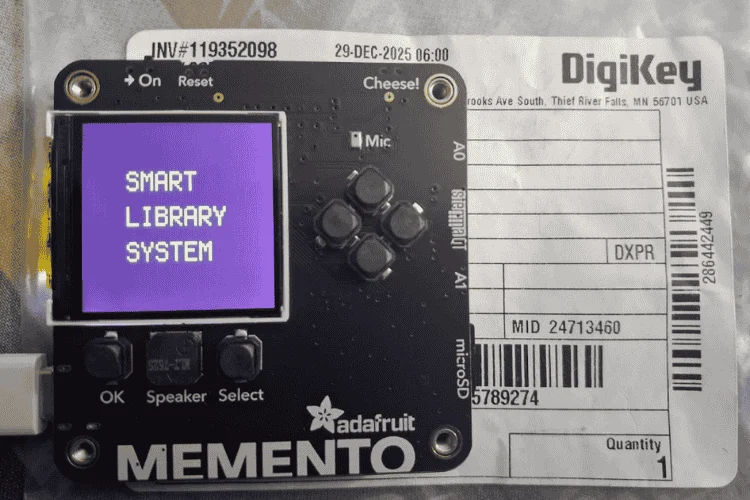 INV#119352098
29-DEC-2025 06:00
DigiKey
rooks Ave South, Thief River Falls, MN 56701 USA
On
Reset
Cheese!
Mic
A0
SMART
LIBRARY
SYSTEM
A1
DXPR
286442449
MID 24713460
microSD
5789274
OK
Speaker
Select
adafruit
MEMENTO
Quantity
1